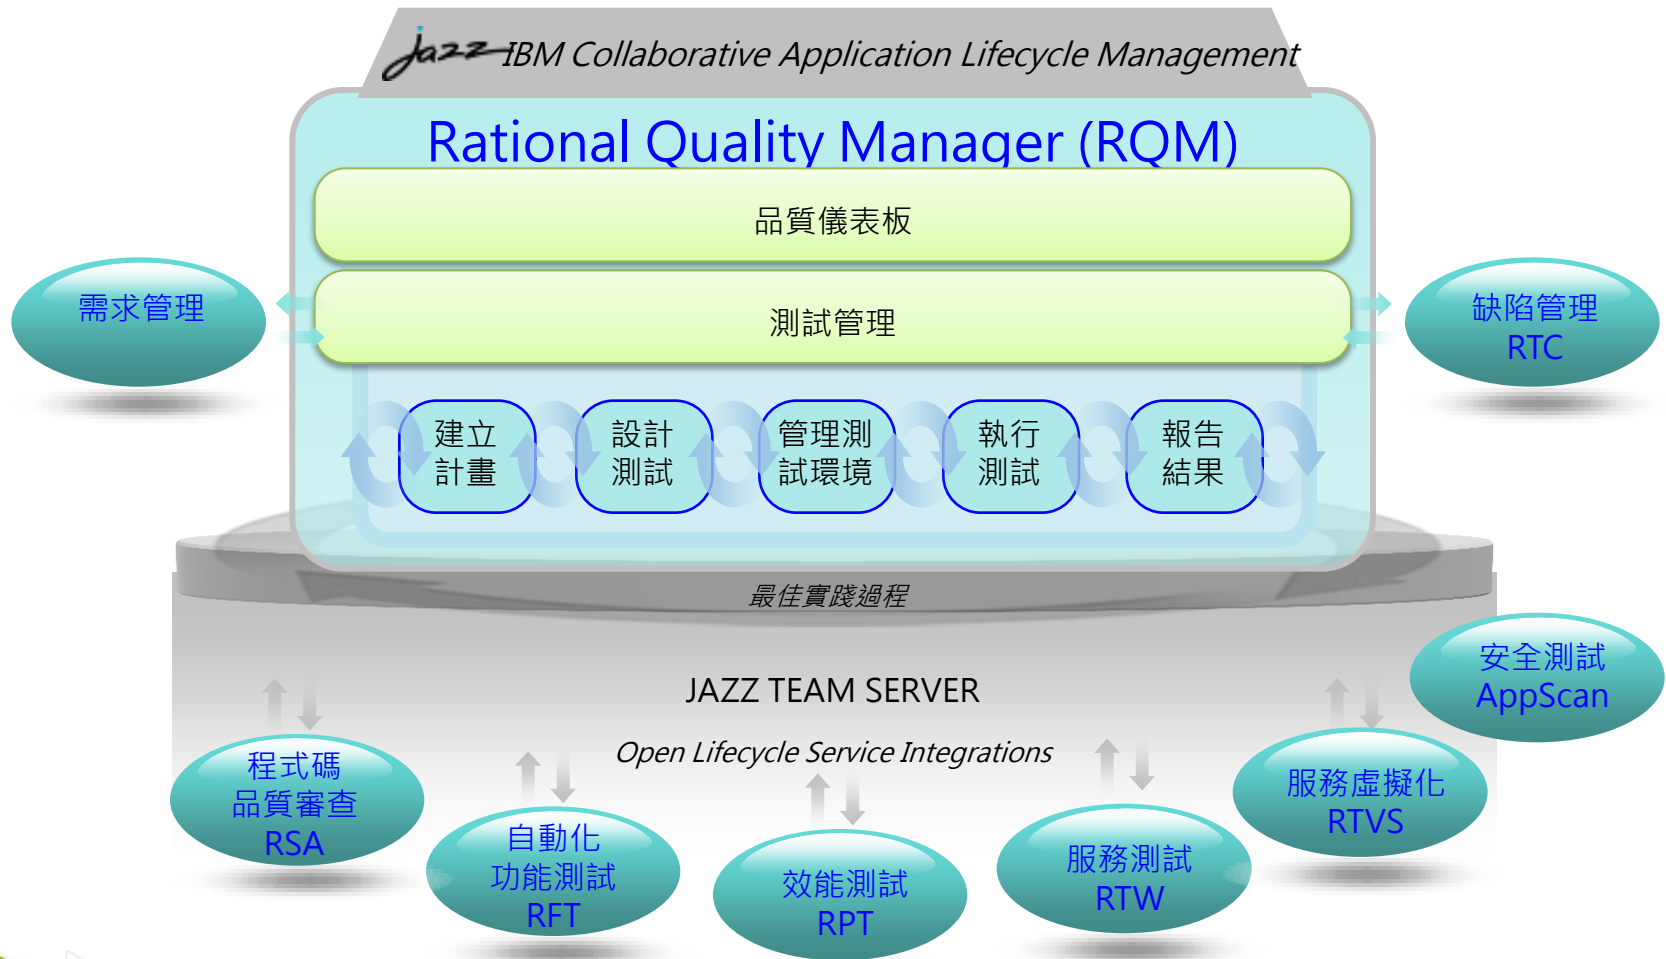 jazz IBM Collaborative Application Lifecycle Management
Rational Quality Manager (RQM)
品質儀表板
測試管理
需求管理
缺陷管理
RTC
建立
計畫
設計
測試
管理測
試環境
執行
測試
報告
結果
最佳實踐過程
JAZZ TEAM SERVER
Open Lifecycle Service Integrations
安全測試
AppScan
程式碼
品質審查
RSA
自動化
功能測試
RFT
效能測試
RPT
服務測試
RTW
服務虛擬化
RTVS